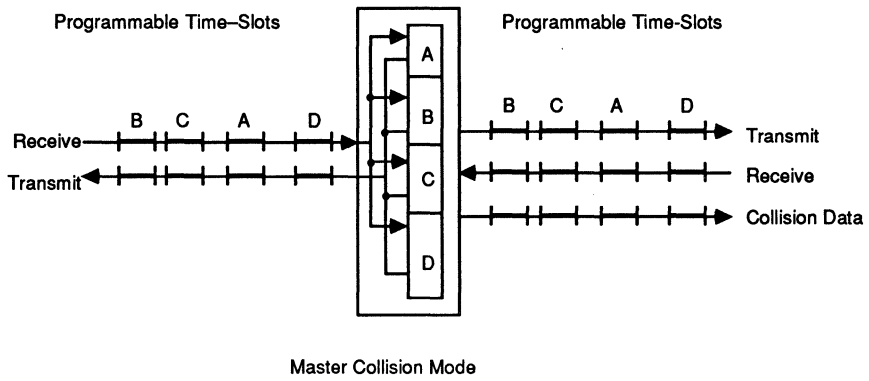 Programmable Time–Slots
Programmable Time-Slots
A
B
C
D
B C A D
Receive
Transmit
B C A D
Transmit
Receive
Collision Data
Master Collision Mode